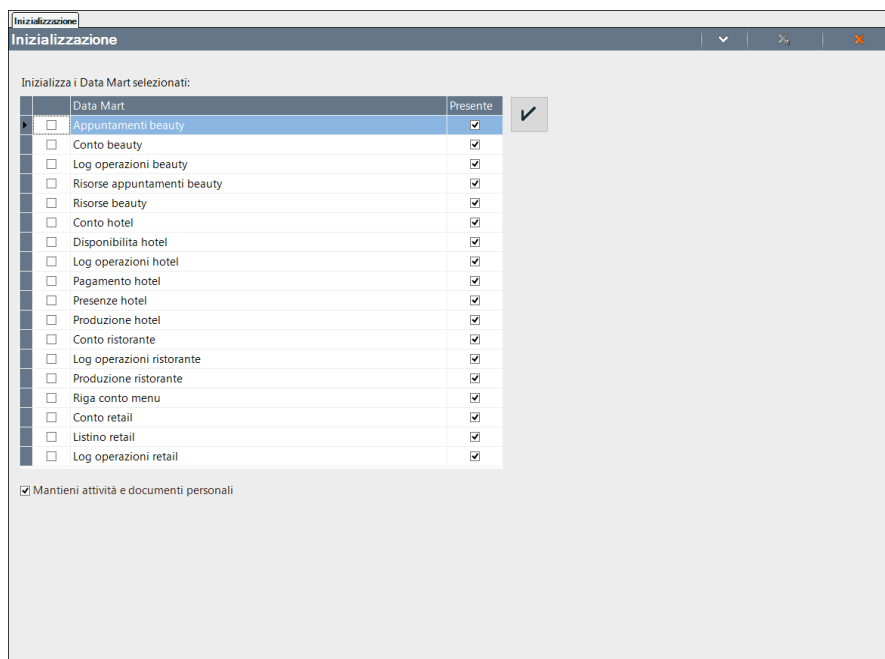 Inizializzazione
Inizializzazione
Inizializza i Data Mart selezionati:
Data Mart Presente
Appuntamenti beauty
Conto beauty
Log operazioni beauty
Risorse appuntamenti beauty
Risorse beauty
Conto hotel
Disponibilita hotel
Log operazioni hotel
Pagamento hotel
Presenze hotel
Produzione hotel
Conto ristorante
Log operazioni ristorante
Produzione ristorante
Riga conto menu
Conto retail
Listino retail
Log operazioni retail
Mantieni attività e documenti personali